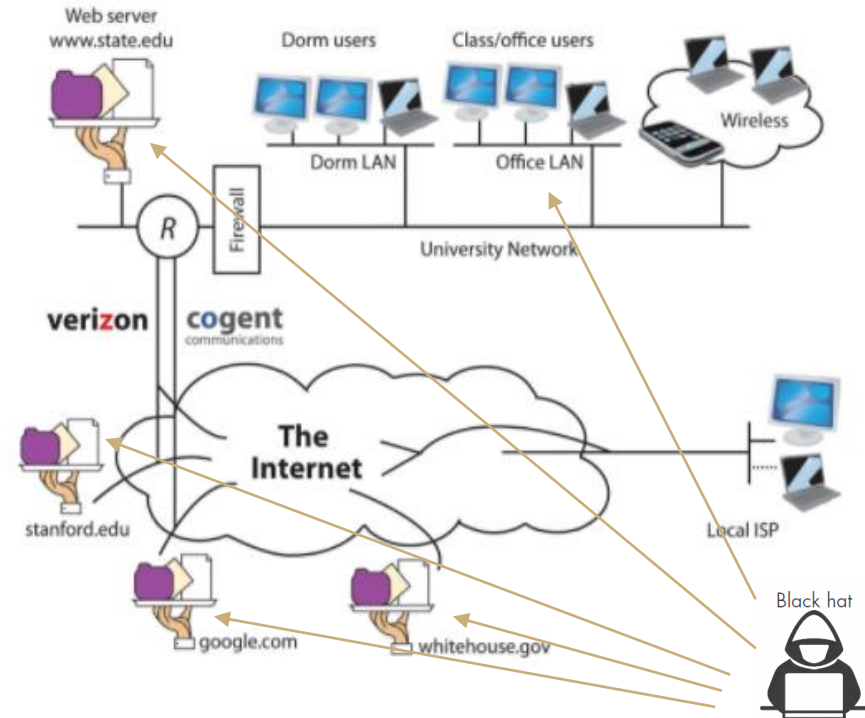 Web server
www.state.edu
Dorm users
Class/office users
Wireless
Dorm LAN
Office LAN
R
Firewall
University Network
verizon
cogent
communications
The
Internet
stanford.edu
Local ISP
google.com
whitehouse.gov
Black hat